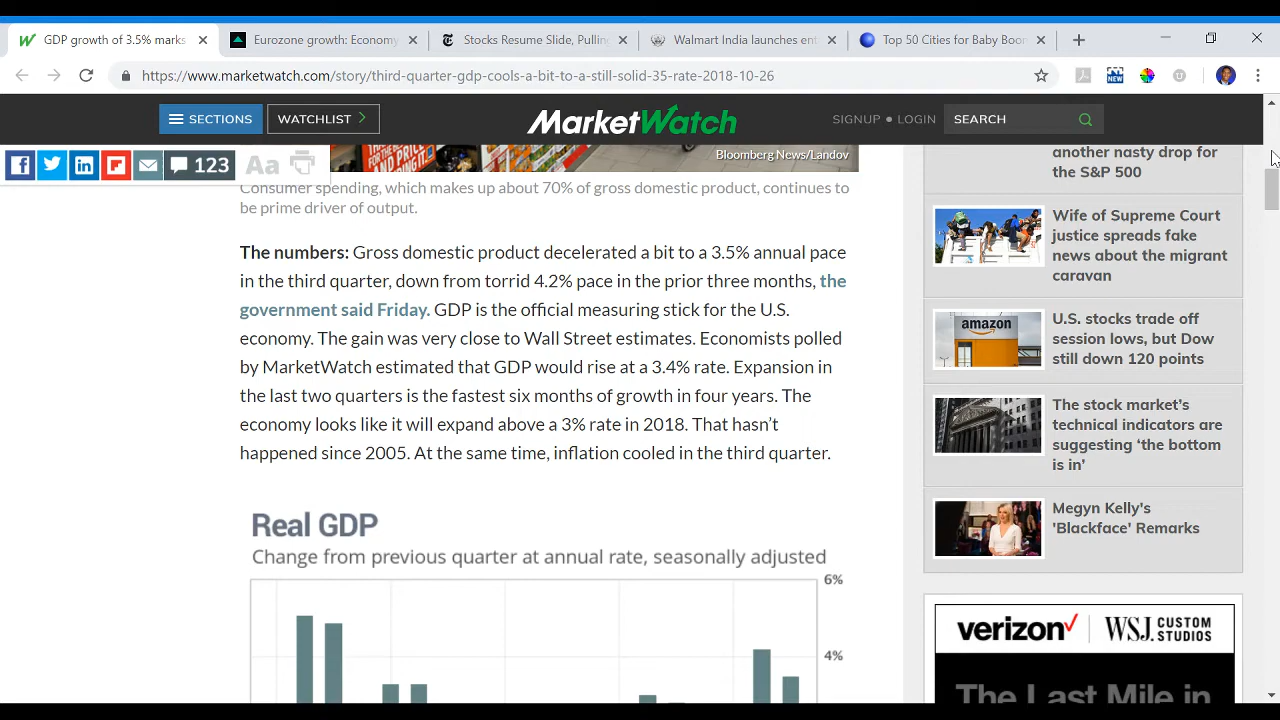 GDP growth of 3.5% marks
Eurozone growth: Economy
Stocks Resume Slide, Pulling
Walmart India launches ent
Top 50 Gifts for Baby Boom
https://www.marketwatch.com/story/third-quarter-gdp-cools-a-bit-to-a-still-solid-35-rate-2018-10-26
NEW
SECTIONS
WATCHLIST
MarketWatch
SIGNUP • LOGIN
SEARCH
123
Aa
Bloomberg News/Landov
Consumer spending, which makes up about 70% of gross domestic product, continues to
be prime driver of output.
The numbers: Gross domestic product decelerated a bit to a 3.5% annual pace
in the third quarter, down from torrid 4.2% pace in the prior three months, the
government said Friday. GDP is the official measuring stick for the U.S.
economy. The gain was very close to Wall Street estimates. Economists polled
by MarketWatch estimated that GDP would rise at a 3.4% rate. Expansion in
the last two quarters is the fastest six months of growth in four years. The
economy looks like it will expand above a 3% rate in 2018. That hasn't
happened since 2005. At the same time, inflation cooled in the third quarter.
Real GDP
Change from previous quarter at annual rate, seasonally adjusted
6%
4%
another nasty drop for
the S&P 500
Wife of Supreme Court
justice spreads fake
news about the migrant
caravan
amazon
U.S. stocks trade off
session lows, but Dow
still down 120 points
The stock market's
technical indicators are
suggesting ‘the bottom
is in’
Megyn Kelly's
'Blackface' Remarks
verizon
WSJ. CUSTOM
STUDIOS
The Last Mile in